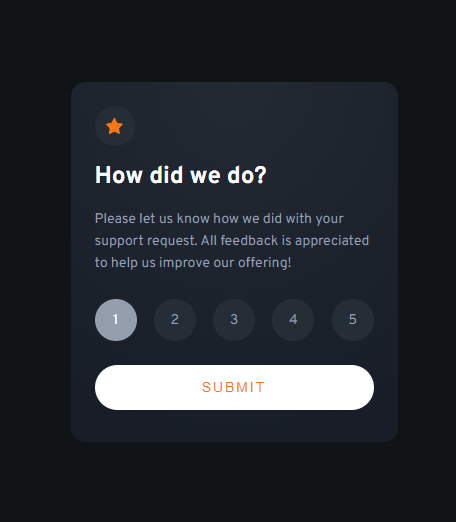 How did we do?
Please let us know how we did with your
support request. All feedback is appreciated
to help us improve our offering!
1 2 3 4 5
SUBMIT